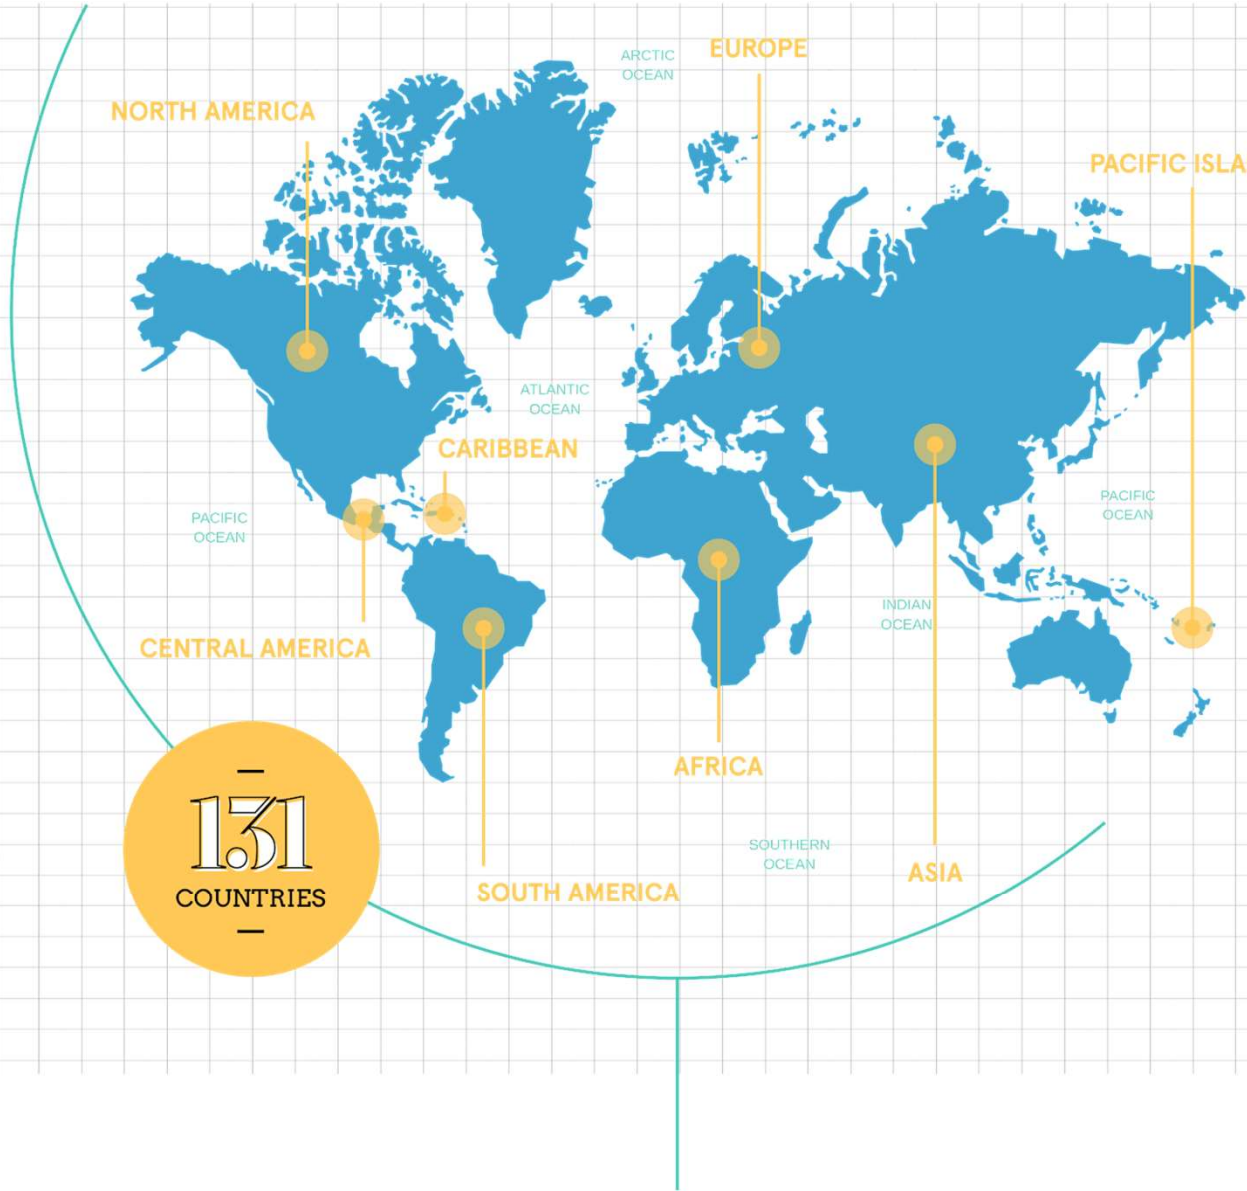 ARCTIC
OCEAN
EUROPE
NORTH AMERICA
PACIFIC ISLA
ATLANTIC
OCEAN
CARIBBEAN
PACIFIC
OCEAN
PACIFIC
OCEAN
INDIAN
OCEAN
CENTRAL AMERICA
AFRICA
131
COUNTRIES
SOUTHERN
OCEAN
ASIA
SOUTH AMERICA